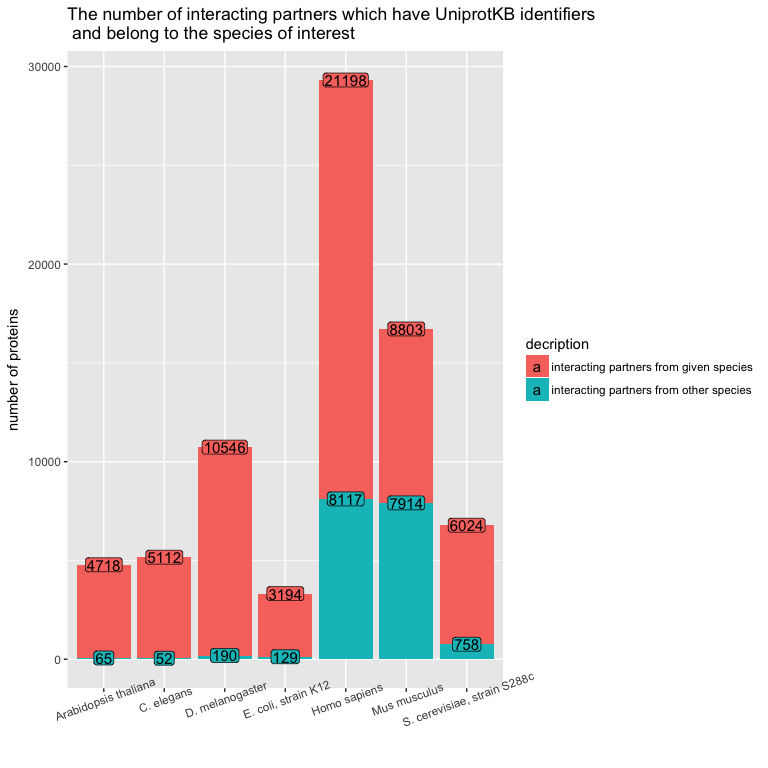 The number of interacting partners which have UniprotKB identifiers
and belong to the species of interest
number of proteins
30000
20000
10000
0
21198
8803
10546
8117
7914
6024
5112
4718
3194
758
190
129
65
52
Arabidopsis thaliana
C. elegans
D. melanogaster
E. coli, strain K12
Homo sapiens
Mus musculus
S. cerevisiae, strain S288c
decription
a interacting partners from given species
a interacting partners from other species